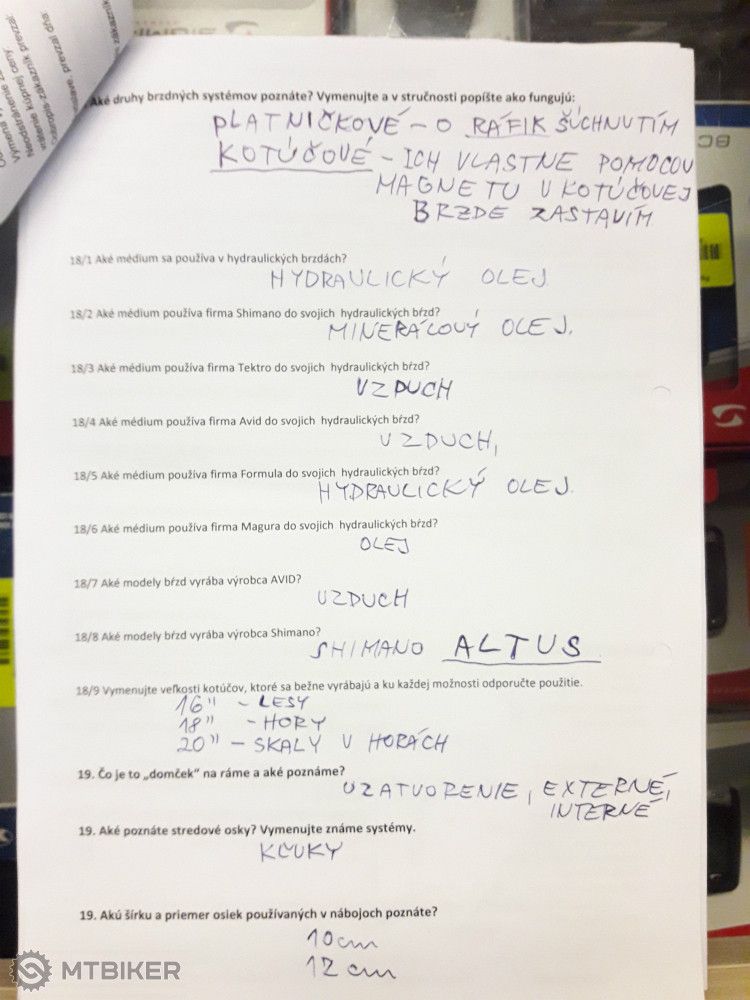 Aké druhy brzdných systémov poznáte? Vymenujte a v stručnosti popíšte ako fungujú:
PLATNIČKOVÉ - O RÁFIK ŠÚCHNUTÍM
KOTÚČOVÉ - ICH VLASTNE POMOCOU
MAGNETU V KOTÚČOVEJ
BRZDE ZASTAVÍM
18/1 Aké médium sa používa v hydraulických brzdách?
HYDRAULICKÝ OLEJ
18/2 Aké médium používa firma Shimano do svojich hydraulických bŕzd?
MINERÁLOVÝ OLEJ.
18/3 Aké médium používa firma Tektro do svojich hydraulických bŕzd?
VZDUCH
18/4 Aké médium používa firma Avid do svojich hydraulických bŕzd?
VZDUCH,
18/5 Aké médium používa firma Formula do svojich hydraulických bŕzd?
HYDRAULICKÝ OLEJ.
18/6 Aké médium používa firma Magura do svojich hydraulických bŕzd?
OLEJ
18/7 Aké modely bŕzd vyrába výrobca AVID?
VZDUCH
18/8 Aké modely bŕzd vyrába výrobca Shimano?
SHIMANO ALTUS
18/9 Vymenujte veľkosti kotúčov, ktoré sa bežne vyrábajú a ku každej možnosti odporučte použitie.
16" - LESY
18" - HORY
20" - SKALY V HORÁCH
19. Čo je to „domček" na ráme a aké poznáme?
UZATVORENIE, EXTERNÉ,
INTERNÉ
19. Aké poznáte stredové osky? Vymenujte známe systémy.
KĽUKY
19. Akú šírku a priemer osiek používaných v nábojoch poznáte?
10cm
12cm
MTBIKER